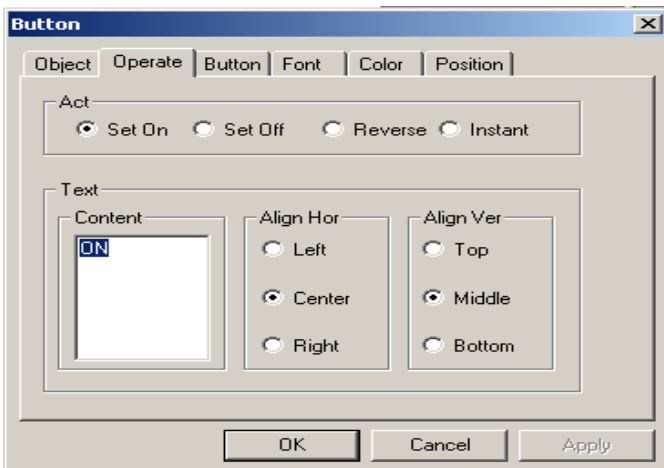 Button
Object Operate Button Font Color Position
Act
Set On Set Off Reverse Instant
Text
Content Align Hor Align Ver
ON Left Top
Center Middle
Right Bottom
OK Cancel Apply